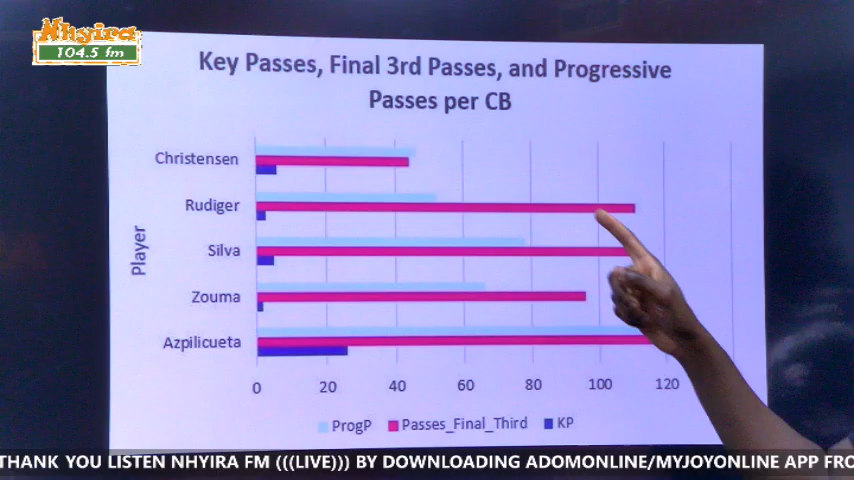 Nhyira
104.5 fm
Key Passes, Final 3rd Passes, and Progressive
Passes per CB
Player
Christensen
Rudiger
Silva
Zouma
Azpilicueta
0 20 40 60 80 100 120
ProgP Passes_Final_Third KP
THANK YOU LISTEN NHYIRA FM (((LIVE))) BY DOWNLOADING ADOMONLINE/MYJOYONLINE APP FRO